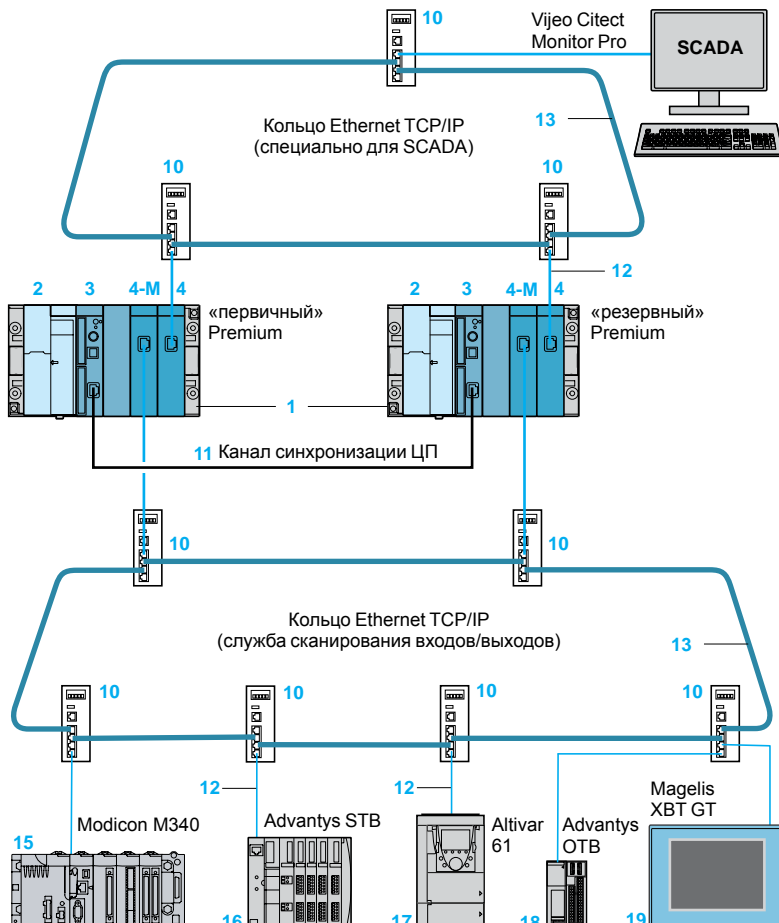 10
Vijeo Citect
Monitor Pro
SCADA
Кольцо Ethernet TCP/IP
(специально для SCADA)
13
10
10
12
2 3 4-M 4
«первичный»
Premium
2 3 4-M 4
«резервный»
Premium
1
11 Канал синхронизации ЦП
10
10
Кольцо Ethernet TCP/IP
(служба сканирования входов/выходов)
13
10
10
10
10
12
12
Magelis
XBT GT
15
Modicon M340
Advantys STB
Altivar
61
Advantys
OTB
16
17
18
19